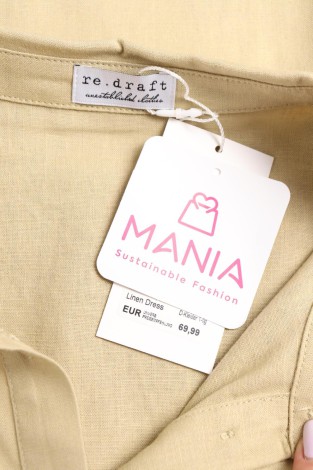 re.draft
unestablished clothes
MANIA
Sustainable Fashion
Linen Dress
EUR
69,99